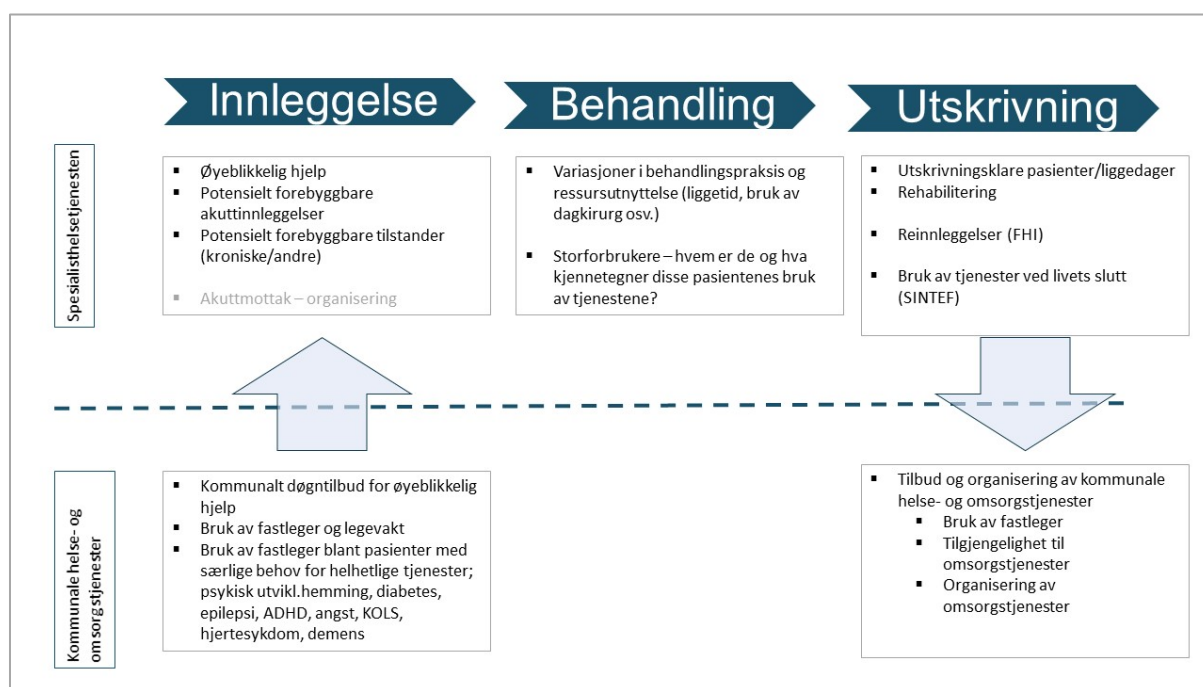 Innleggelse
Behandling
Utskrivning
Spesialisthelsetjenesten
Øyeblikkelig hjelp
Potensielt forebyggbare
akuttinnleggelser
Potensielt forebyggbare tilstander
(kroniske/andre)
Akuttmottak – organisering
Variasjoner i behandlingspraksis og
ressursutnyttelse (liggetid, bruk av
dagkirurg osv.)
Storforbrukere – hvem er de og hva
kjennetegner disse pasientenes bruk
av tjenestene?
Utskrivningsklare pasienter/liggedager
Rehabilitering
Reinnleggelser (FHI)
Bruk av tjenester ved livets slutt
(SINTEF)
Kommunale helse- og
omsorgstjenester
Kommunalt døgntilbud for øyeblikkelig
hjelp
Bruk av fastleger og legevakt
Bruk av fastleger blant pasienter med
særlige behov for helhetlige tjenester;
psykisk utvikl.hemming, diabetes,
epilepsi, ADHD, angst, KOLS,
hjertesykdom, demens
Tilbud og organisering av kommunale
helse- og omsorgstjenester
Bruk av fastleger
Tilgjengelighet til
omsorgstjenester
Organisering av
omsorgstjenester